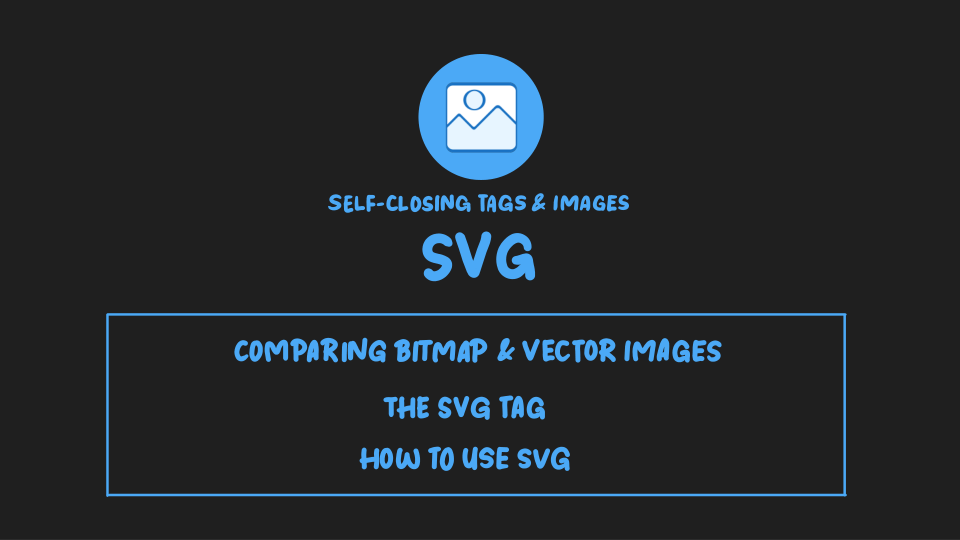 SELF-CLOSING TAGS & IMAGES
SVG
COMPARING BITMAP & VECTOR IMAGES
THE SVG TAG
HOW TO USE SVG